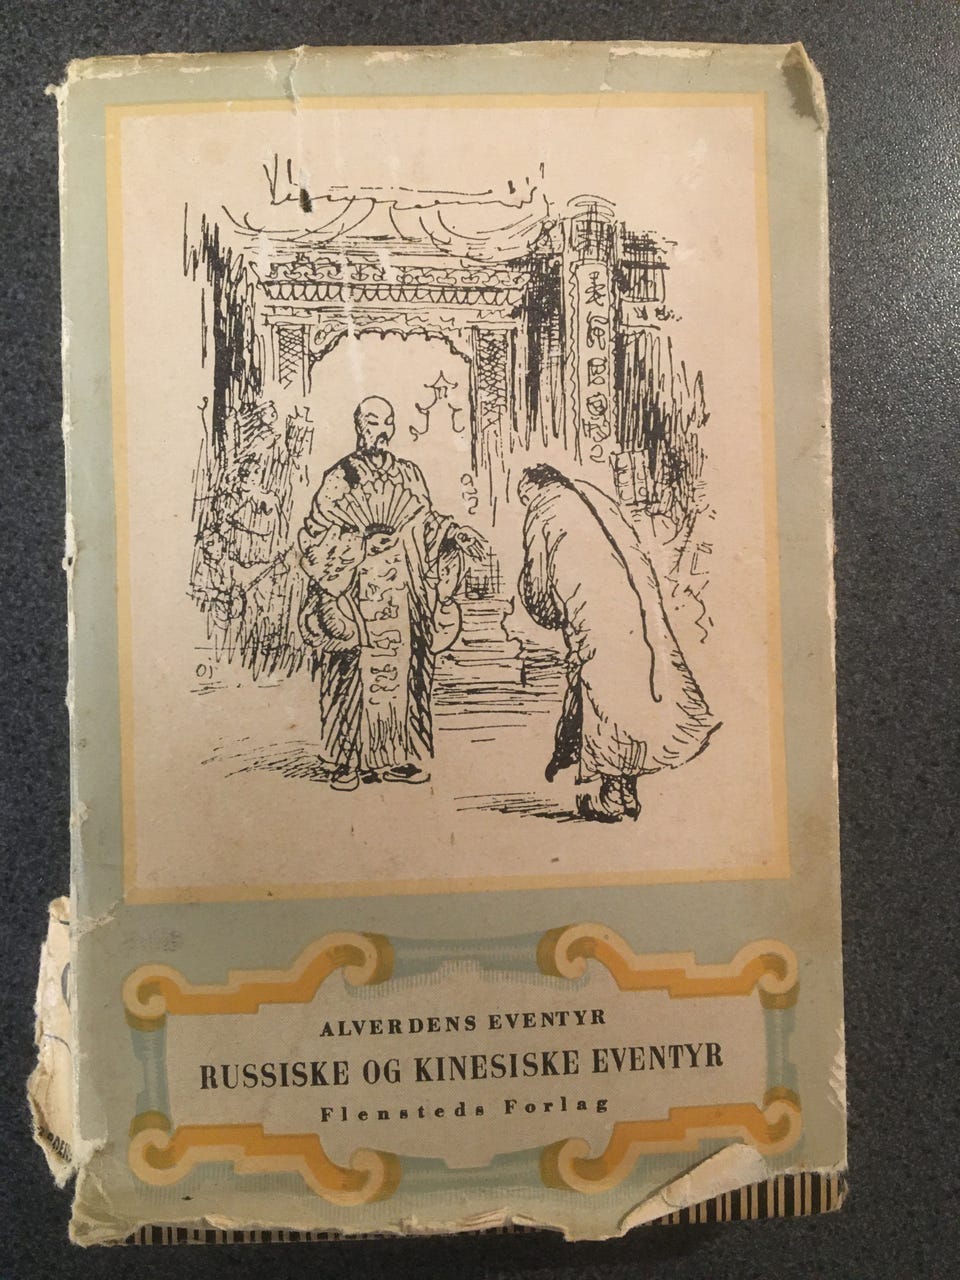 ALVERDENS EVENTYR
RUSSISKE OG KINESISKE EVENTYR
Flensteds Forlag